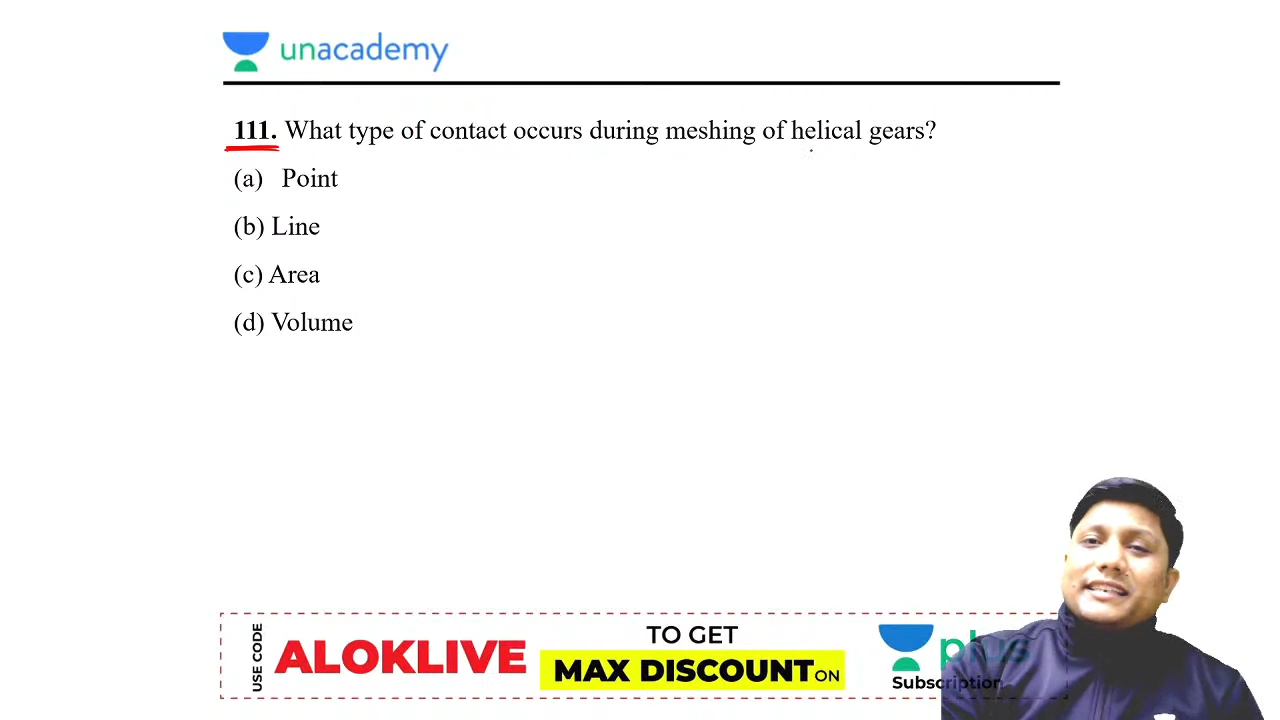 unacademy
111. What type of contact occurs during meshing of helical gears?
(a) Point
(b) Line
(c) Area
(d) Volume
USE CODE
ALOKLIVE
TO GET
MAX DISCOUNT ON
plus
Subscription